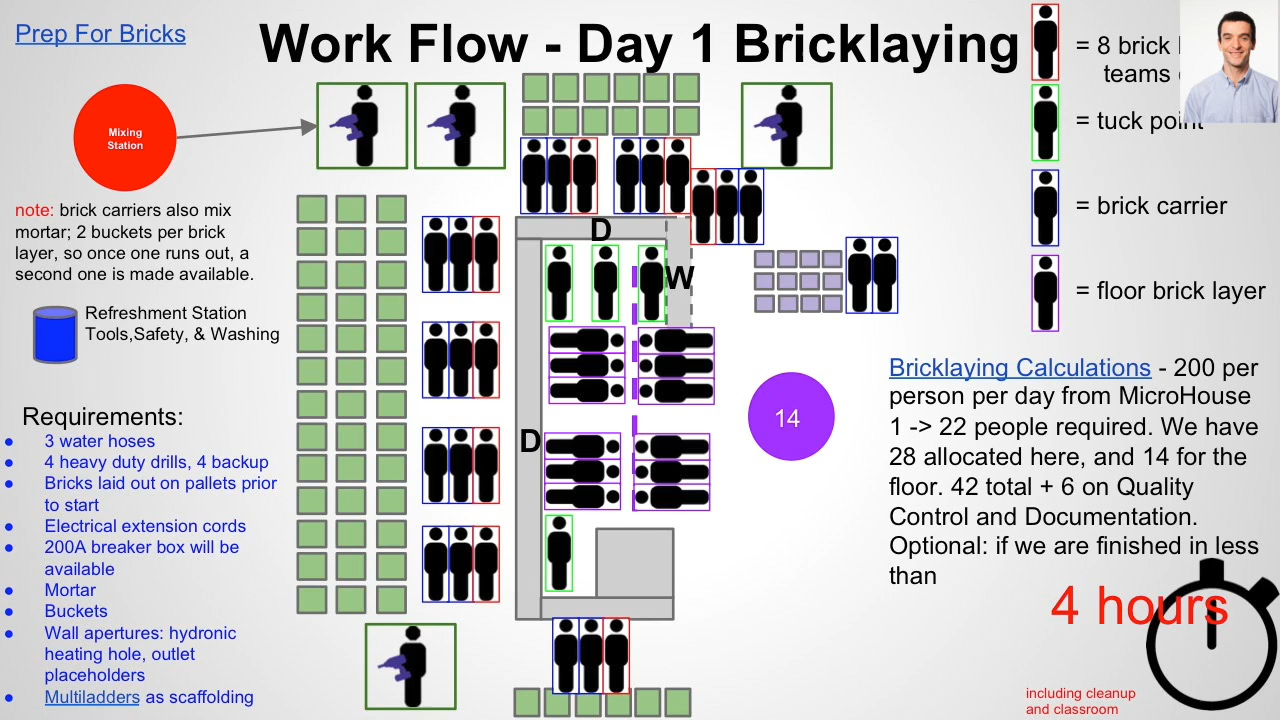 Prep For Bricks
Work Flow - Day 1 Bricklaying
= 8 brick
teams
= tuck point
= brick carrier
= floor brick layer
Mixing
Station
note: brick carriers also mix
mortar; 2 buckets per brick
layer, so once one runs out, a
second one is made available.
Refreshment Station
Tools,Safety, & Washing
Requirements:
3 water hoses
4 heavy duty drills, 4 backup
Bricks laid out on pallets prior
to start
Electrical extension cords
200A breaker box will be
available
Mortar
Buckets
Wall apertures: hydronic
heating hole, outlet
placeholders
Multiladders as scaffolding
D
W
D
14
Bricklaying Calculations - 200 per
person per day from MicroHouse
1 -> 22 people required. We have
28 allocated here, and 14 for the
floor. 42 total + 6 on Quality
Control and Documentation.
Optional: if we are finished in less
than
4 hours
including cleanup
and classroom